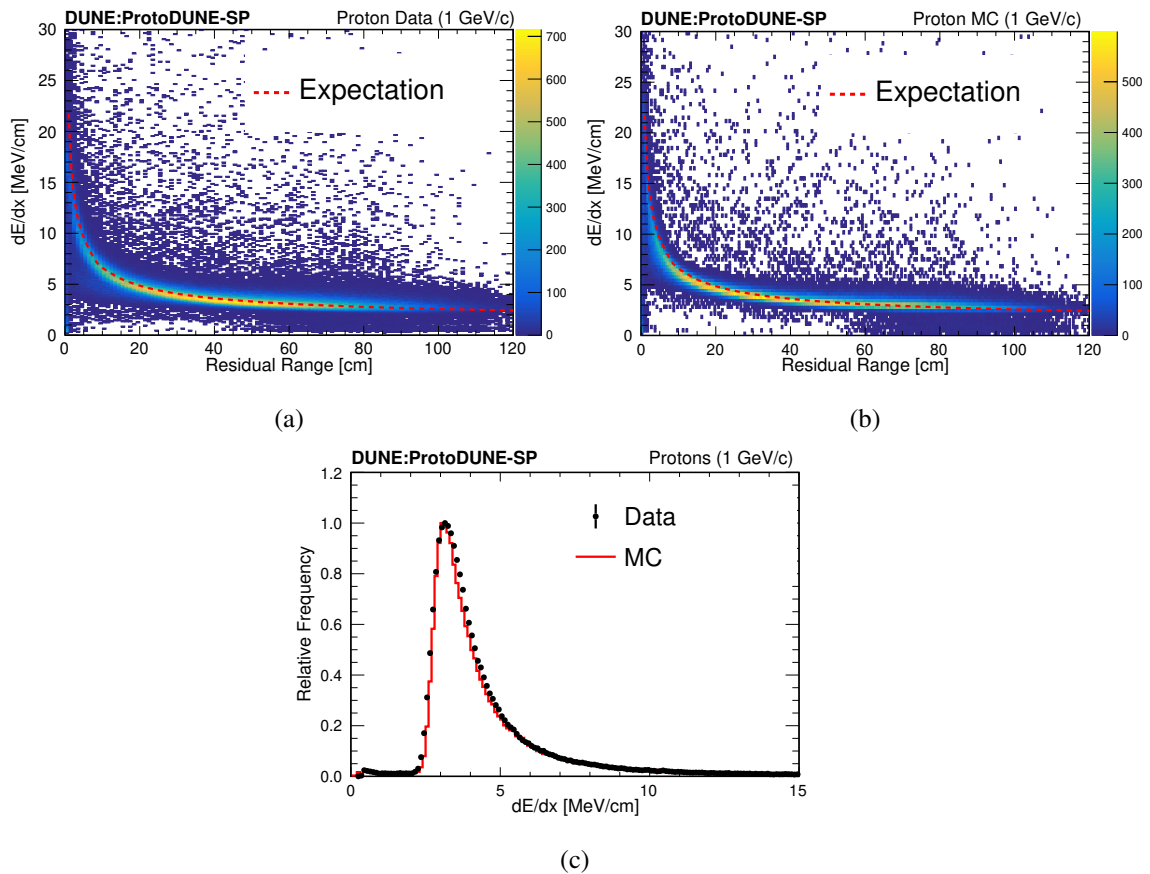 DUNE:ProtoDUNE-SP Proton Data (1 GeV/c)
30
25
20
15
10
5
0
dE/dx [MeV/cm]
Expectation
0 20 40 60 80 100 120
Residual Range [cm]
700
600
500
400
300
200
100
0
(a)
DUNE:ProtoDUNE-SP Proton MC (1 GeV/c)
30
25
20
15
10
5
0
dE/dx [MeV/cm]
Expectation
0 20 40 60 80 100 120
Residual Range [cm]
500
400
300
200
100
0
(b)
DUNE:ProtoDUNE-SP Protons (1 GeV/c)
1.2
1.0
0.8
0.6
0.4
0.2
0.0
Relative Frequency
Data
MC
0 5 10 15
dE/dx [MeV/cm]
(c)